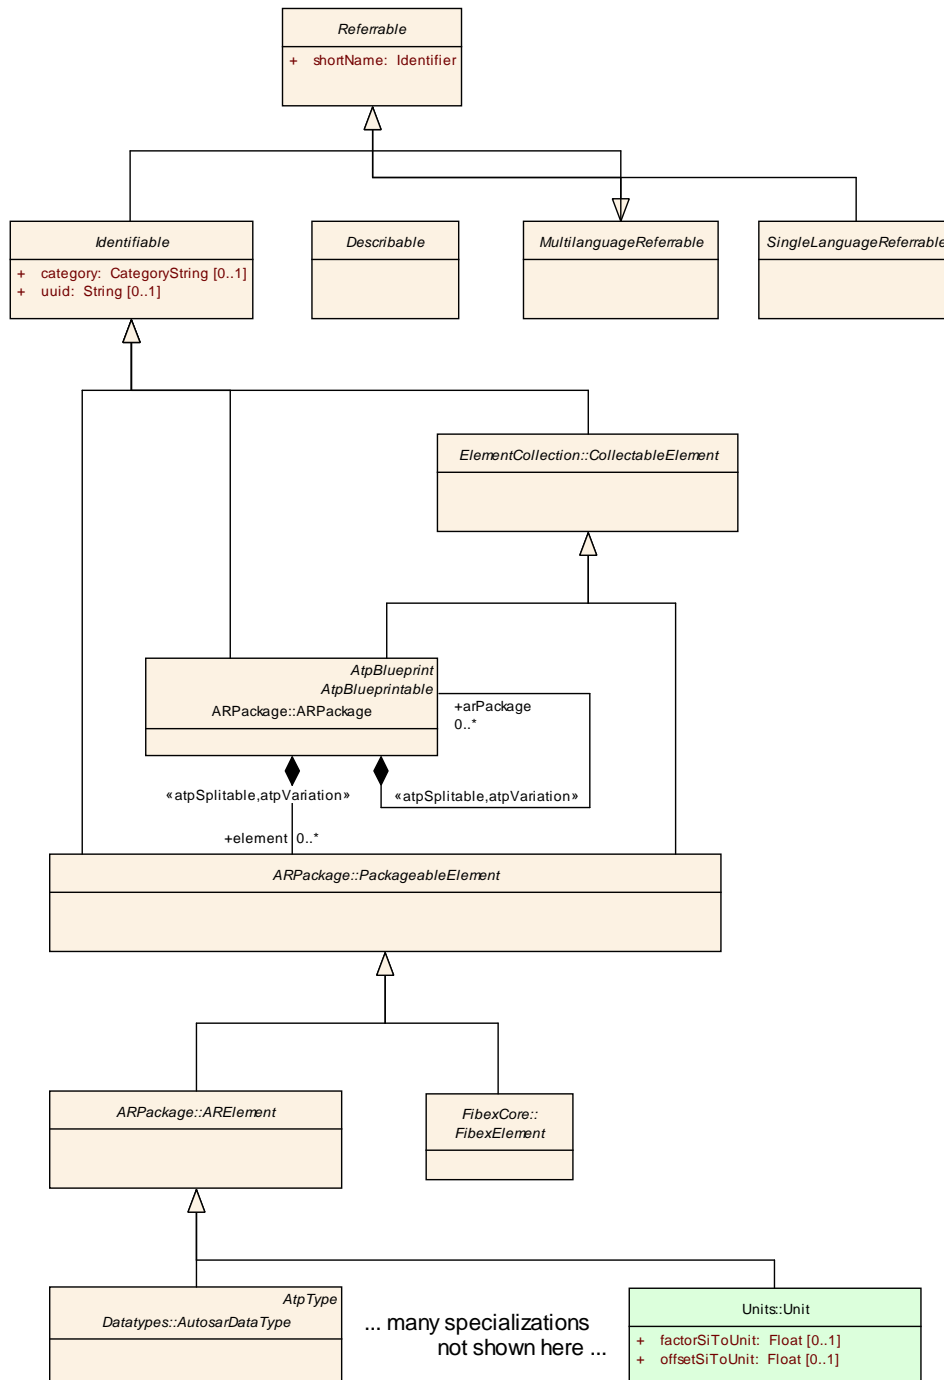 Referrable
+ shortName: Identifier
Identifiable
+ category: CategoryString [0..1]
+ uuid: String [0..1]
Describable
MultilanguageReferrable
SingleLanguageReferrable
ElementCollection::CollectableElement
AtpBlueprint
AtpBlueprintable
ARPackage::ARPackage
+arPackage
0..*
«atpSplitable,atpVariation»
«atpSplitable,atpVariation»
+element 0..*
ARPackage::PackageableElement
ARPackage::ARElement
FibexCore::
FibexElement
AtpType
Datatypes::AutosarDataType
... many specializations
not shown here ...
Units::Unit
+ factorSiToUnit: Float [0..1]
+ offsetSiToUnit: Float [0..1]